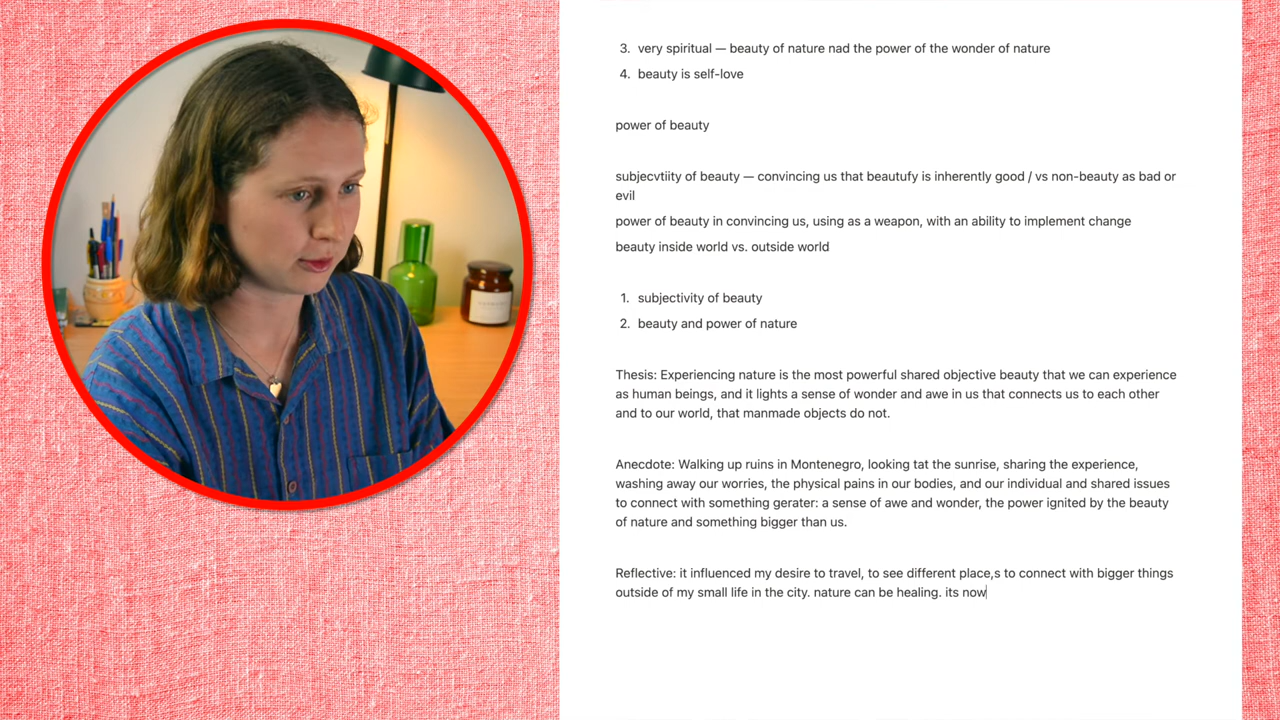 3. very spiritual — beauty of nature nad the power of the wonder of nature
4. beauty is self-love
power of beauty
subjecvtiity of beauty — convincing us that beautufy is inherently good / vs non-beauty as bad or
evil
power of beauty in convincing us, using as a weapon, with an ability to implement change
beauty inside world vs. outside world
1. subjectivity of beauty
2. beauty and power of nature
Thesis: Experiencing nature is the most powerful shared objective beauty that we can experience
as human beings, and it lights a sense of wonder and awe in us that connects us to each other
and to our world, that manmade objects do not.
Anecdote: Walking up ruins in Montenegro, looking tat the sunrise, sharing the experience,
washing away our worries, the physical pains in our bodies, and our individual and shared issues
to connect with something gerater: a sense of awe and wonder, the power ignited by the beauty
of nature and something bigger than us.
Reflective: it influenced my desire to travel, to see different place,s to connect with bigger things
outside of my small life in the city. nature can be healing. its now